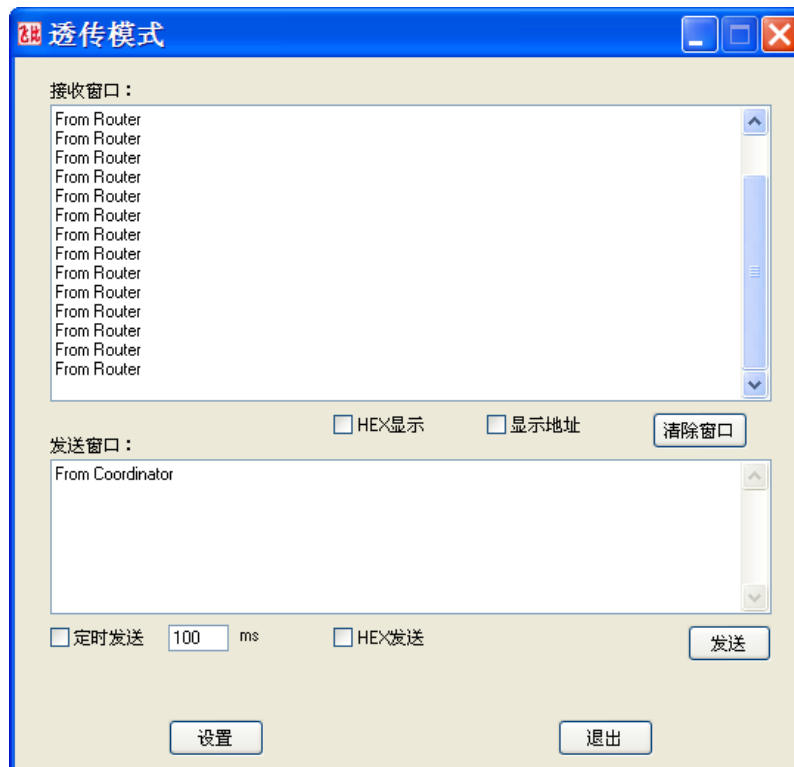 飞比 透传模式
接收窗口：
From Router
From Router
From Router
From Router
From Router
From Router
From Router
From Router
From Router
From Router
From Router
From Router
From Router
From Router
HEX显示 显示地址 清除窗口
发送窗口：
From Coordinator
定时发送 100 ms HEX发送 发送
设置 退出